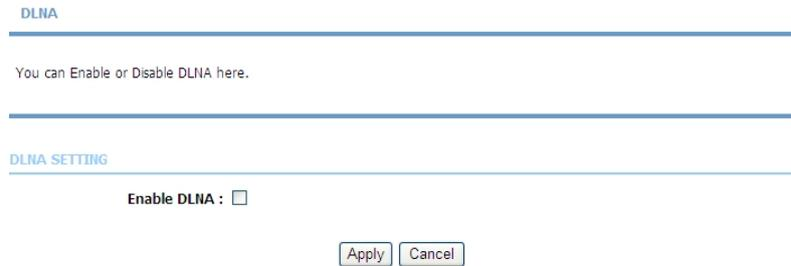 DLNA
You can Enable or Disable DLNA here.
DLNA SETTING
Enable DLNA :
Apply Cancel